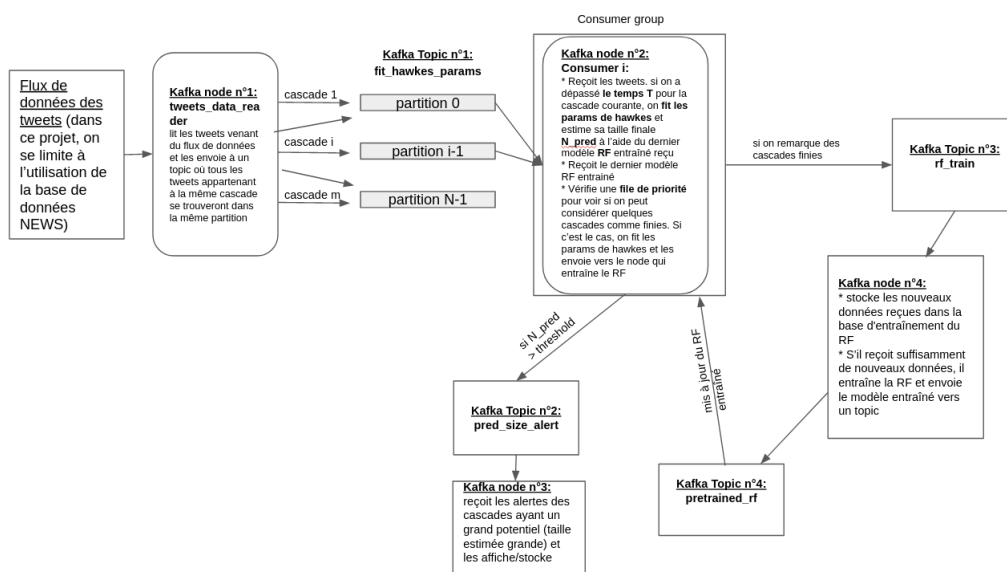 Consumer group
Flux de
données des
tweets (dans
ce projet, on
se limite à
l'utilisation de
la base de
données
NEWS)
Kafka node n°1:
tweets_data_rea
der
lit les tweets venant
du flux de données
et les envoie à un
topic où tous les
tweets appartenant
à la même cascade
se trouveront dans
la même partition
cascade 1
cascade i
cascade m
Kafka Topic n°1:
fit_hawkes_params
partition 0
partition i-1
partition N-1
Kafka node n°2:
Consumer i:
* Reçoit les tweets. si on a
dépassé le temps T pour la
cascade courante, on fit les
params de hawkes et
estime sa taille finale
N_pred à l'aide du dernier
modèle RF entraîné reçu
* Reçoit le dernier modèle
RF entrainé
* Vérifie une file de priorité
pour voir si on peut
considérer quelques
cascades comme finies. Si
c'est le cas, on fit les
params de hawkes et les
envoie vers le node qui
entraîne le RF
si on remarque des
cascades finies
Kafka Topic n°3:
rf_train
Kafka node n°4:
* stocke les nouveaux
données reçues dans la
base d'entraînement du
RF
* S'il reçoit suffisamment
de nouveaux données, il
entraîne la RF et envoie
le modèle entraîné vers
un topic
Kafka Topic n°4:
pretrained_rf
mis à jour du RF
entraîné
si N_pred
> threshold
Kafka Topic n°2:
pred_size_alert
Kafka node n°3:
reçoit les alertes des
cascades ayant un
grand potentiel (taille
estimée grande) et
les affiche/stocke